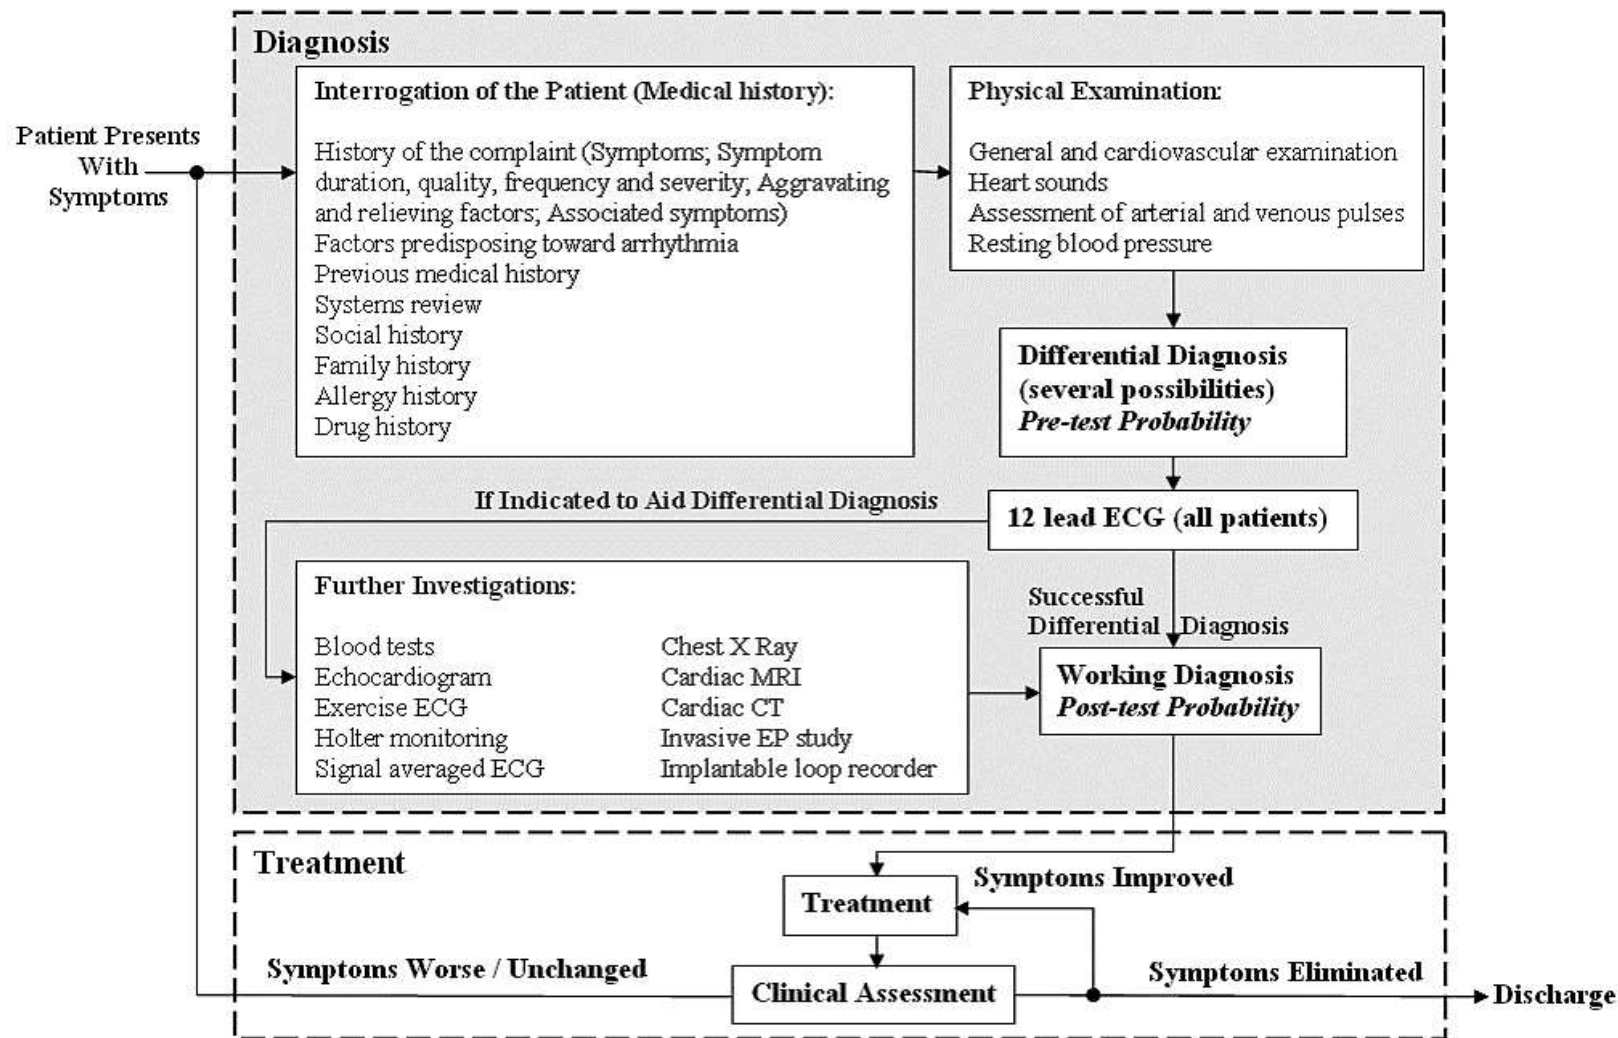 Diagnosis
Patient Presents
With
Symptoms
Interrogation of the Patient (Medical history):
History of the complaint (Symptoms; Symptom
duration, quality, frequency and severity; Aggravating
and relieving factors; Associated symptoms)
Factors predisposing toward arrhythmia
Previous medical history
Systems review
Social history
Family history
Allergy history
Drug history
Physical Examination:
General and cardiovascular examination
Heart sounds
Assessment of arterial and venous pulses
Resting blood pressure
Differential Diagnosis
(several possibilities)
Pre-test Probability
If Indicated to Aid Differential Diagnosis
12 lead ECG (all patients)
Further Investigations:
Blood tests
Echocardiogram
Exercise ECG
Holter monitoring
Signal averaged ECG
Chest X Ray
Cardiac MRI
Cardiac CT
Invasive EP study
Implantable loop recorder
Successful
Differential Diagnosis
Working Diagnosis
Post-test Probability
Treatment
Treatment
Symptoms Improved
Symptoms Worse / Unchanged
Clinical Assessment
Symptoms Eliminated
Discharge